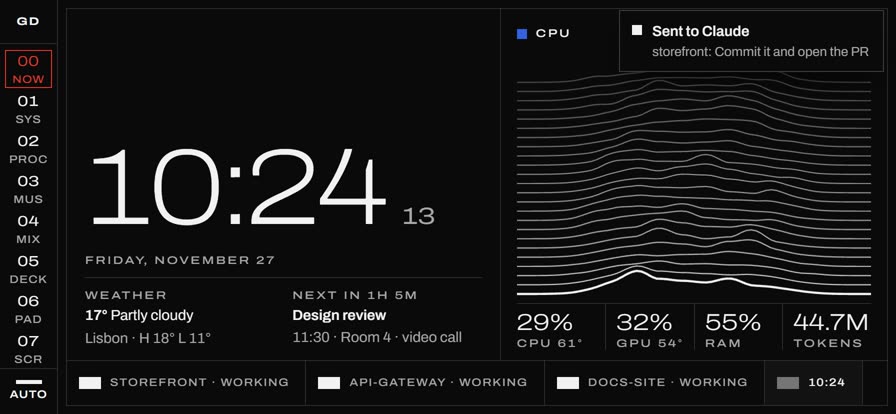 GD
00
NOW
01
SYS
02
PROC
03
MUS
04
MIX
05
DECK
06
PAD
07
SCR
AUTO
10:24 13
FRIDAY, NOVEMBER 27
WEATHER
17° Partly cloudy
Lisbon · H 18° L 11°
NEXT IN 1H 5M
Design review
11:30 · Room 4 · video call
CPU
Sent to Claude
storefront: Commit it and open the PR
29%
CPU 61°
32%
GPU 54°
55%
RAM
44.7M
TOKENS
STOREFRONT · WORKING
API-GATEWAY · WORKING
DOCS-SITE · WORKING
10:24